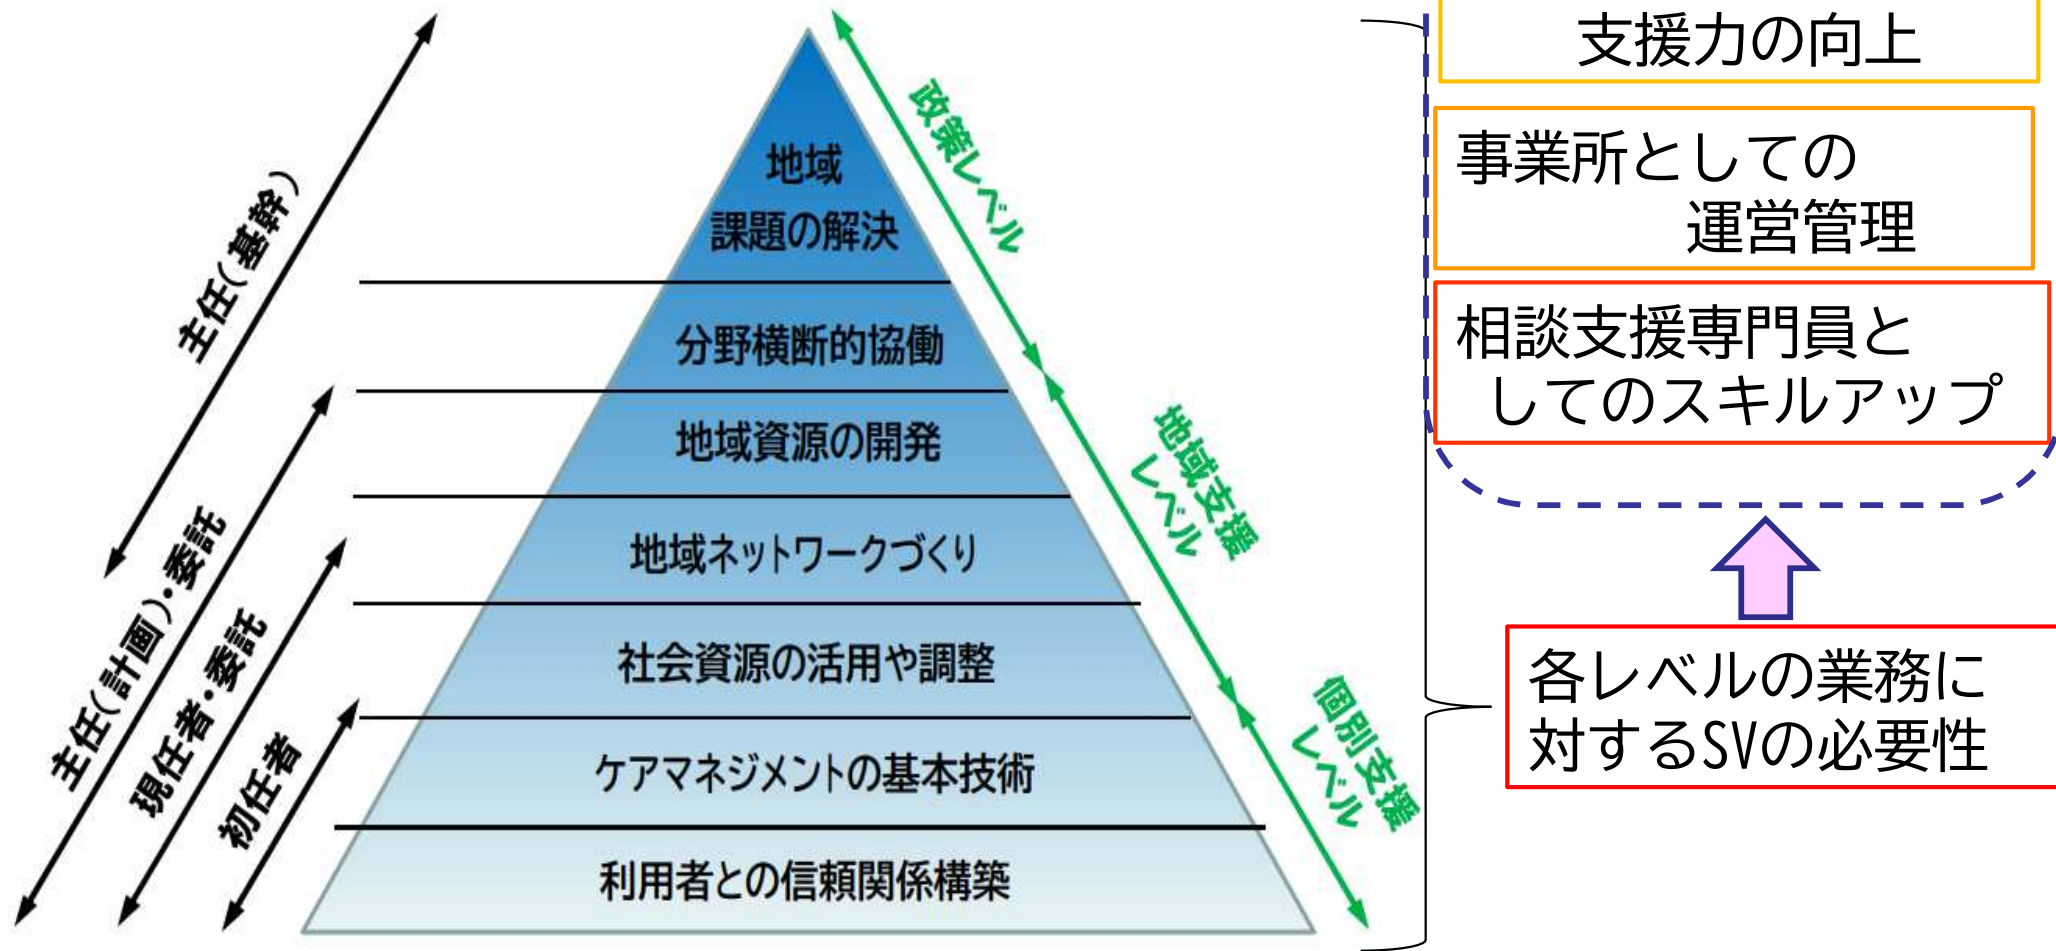 主任(基幹)
主任(計画)・委託
現任者・委託
初任者
地域
課題の解決
分野横断的協働
地域資源の開発
地域ネットワークづくり
社会資源の活用や調整
ケアマネジメントの基本技術
利用者との信頼関係構築
政策レベル
地域支援
レベル
個別支援
レベル
支援力の向上
事業所としての
運営管理
相談支援専門員と
してのスキルアップ
各レベルの業務に
対するSVの必要性